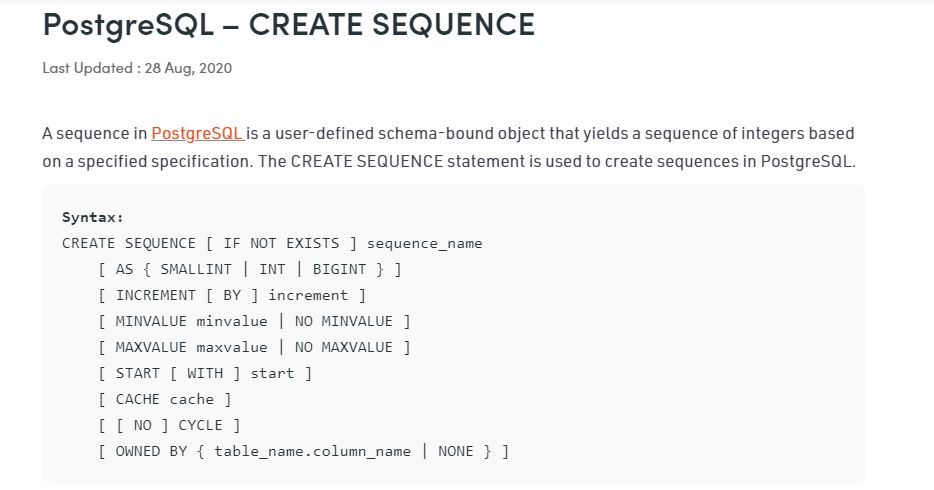 PostgreSQL – CREATE SEQUENCE
Last Updated : 28 Aug, 2020
A sequence in PostgreSQL is a user-defined schema-bound object that yields a sequence of integers based
on a specified specification. The CREATE SEQUENCE statement is used to create sequences in PostgreSQL.
Syntax:
CREATE SEQUENCE [ IF NOT EXISTS ] sequence_name
    [ AS { SMALLINT | INT | BIGINT } ]
    [ INCREMENT [ BY ] increment ]
    [ MINVALUE minvalue | NO MINVALUE ]
    [ MAXVALUE maxvalue | NO MAXVALUE ]
    [ START [ WITH ] start ]
    [ CACHE cache ]
    [ [ NO ] CYCLE ]
    [ OWNED BY { table_name.column_name | NONE } ]